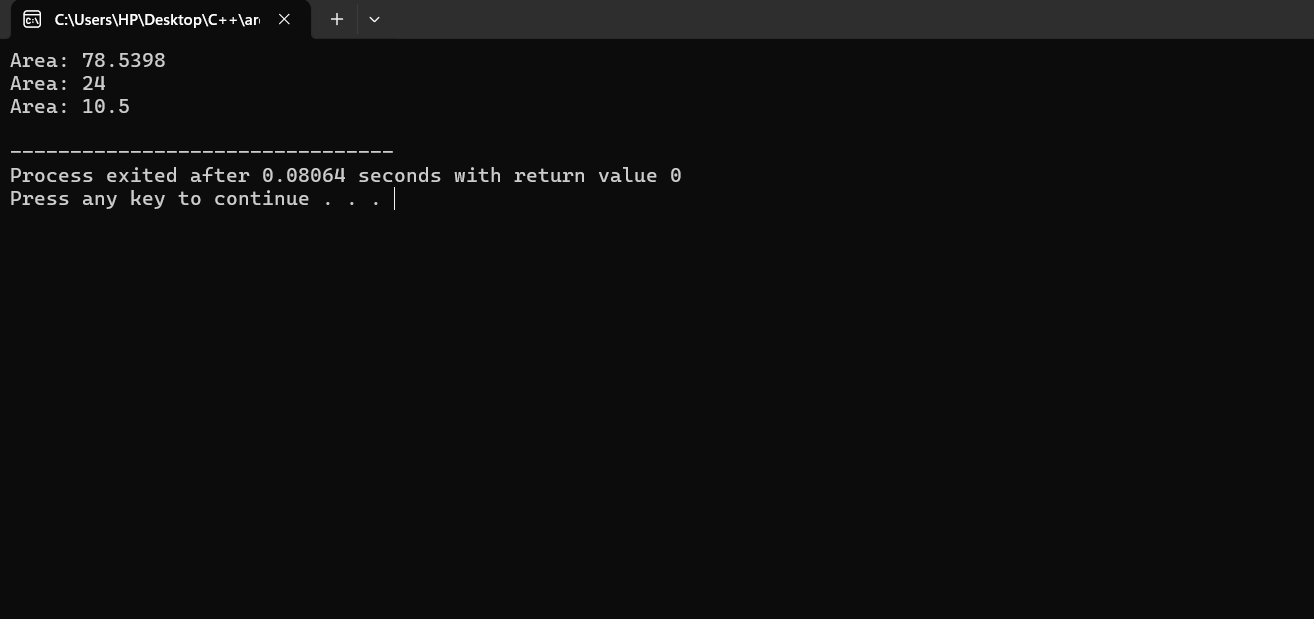 C:\Users\HP\Desktop\C++\ar
Area: 78.5398
Area: 24
Area: 10.5
--------------------------------
Process exited after 0.08064 seconds with return value 0
Press any key to continue . . .